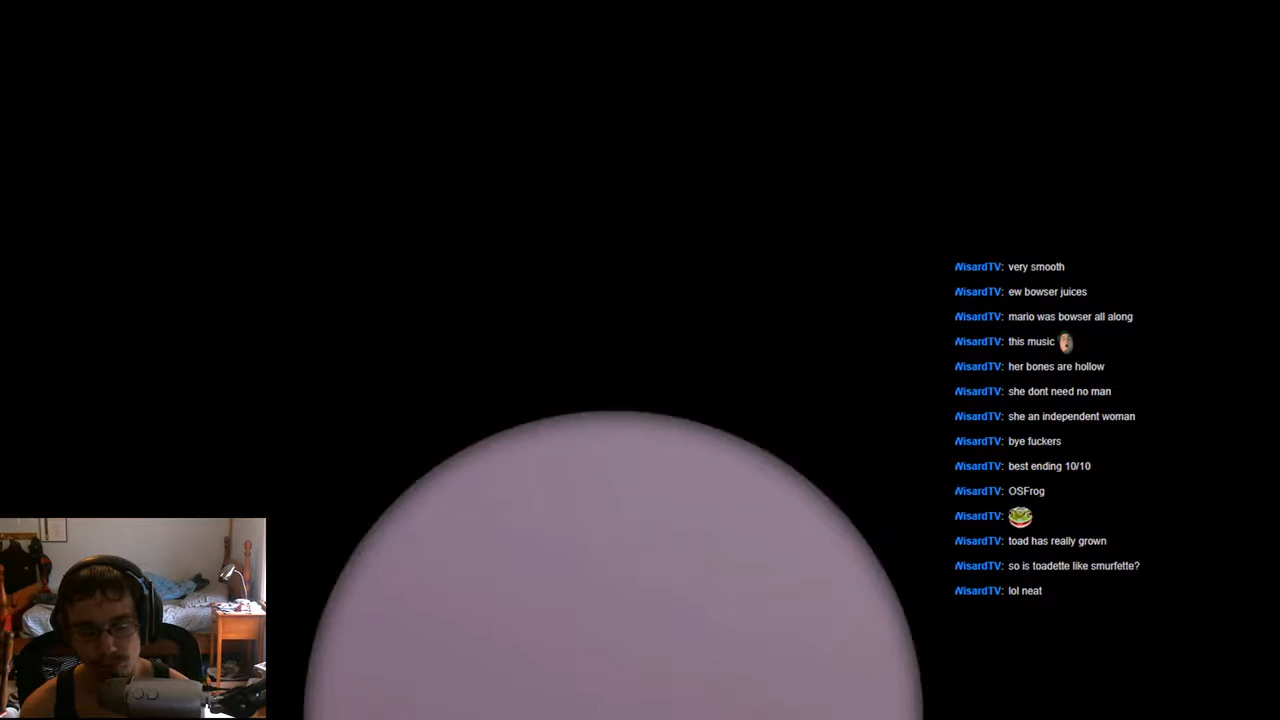 WisardTV: very smooth
WisardTV: ew bowser juices
WisardTV: mario was bowser all along
WisardTV: this music
WisardTV: her bones are hollow
WisardTV: she dont need no man
WisardTV: she an independent woman
WisardTV: bye fuckers
WisardTV: best ending 10/10
WisardTV: OSFrog
WisardTV:
WisardTV: toad has really grown
WisardTV: so is toadette like smurfette?
WisardTV: lol neat